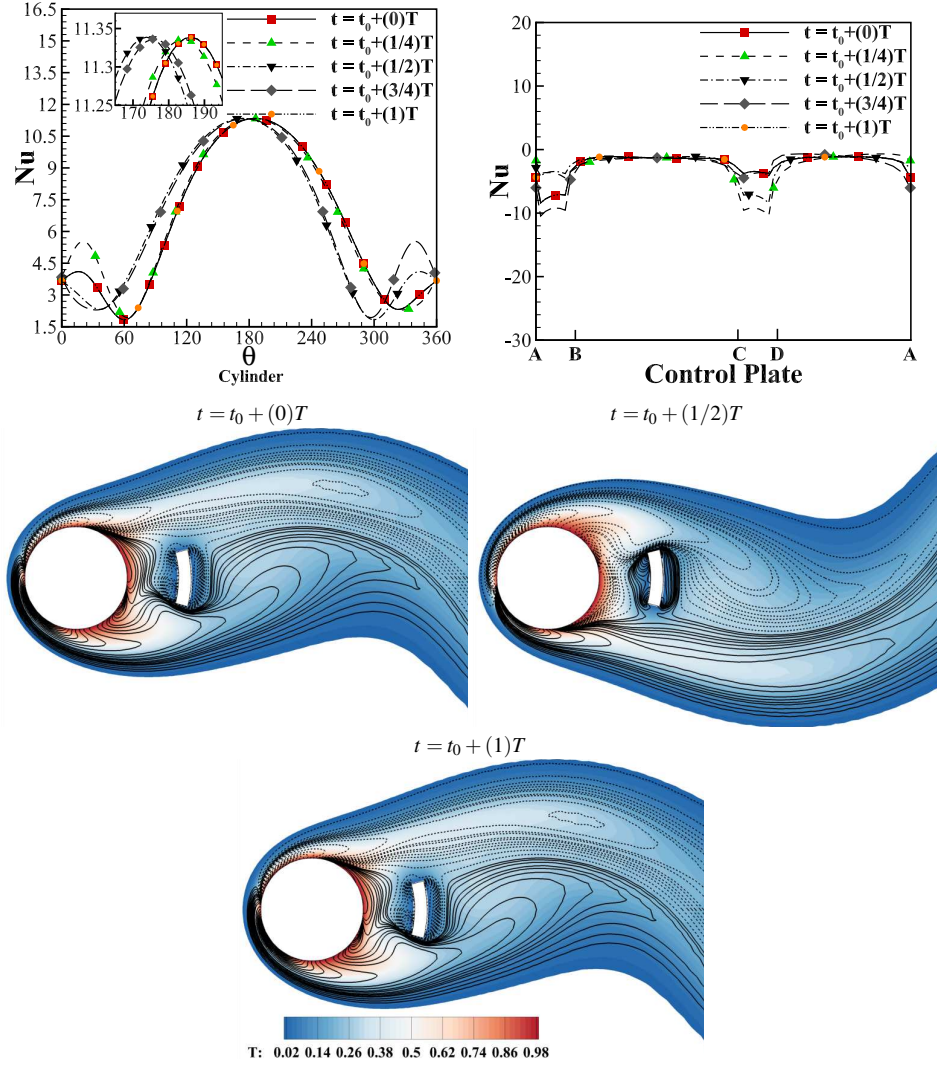 16.5
15
13.5
12
10.5
9
7.5
6
4.5
3
1.5
Nu
11.35
11.3
11.25
170 180 190
t = t0+(0)T
t = t0+(1/4)T
t = t0+(1/2)T
t = t0+(3/4)T
t = t0+(1)T
0 60 120 180 240 300 360
θ
Cylinder
20
10
0
-10
-20
-30
Nu
t = t0+(0)T
t = t0+(1/4)T
t = t0+(1/2)T
t = t0+(3/4)T
t = t0+(1)T
A B C D A
Control Plate
t = t0 + (0)T
t = t0 + (1/2)T
t = t0 + (1)T
T: 0.02 0.14 0.26 0.38 0.5 0.62 0.74 0.86 0.98